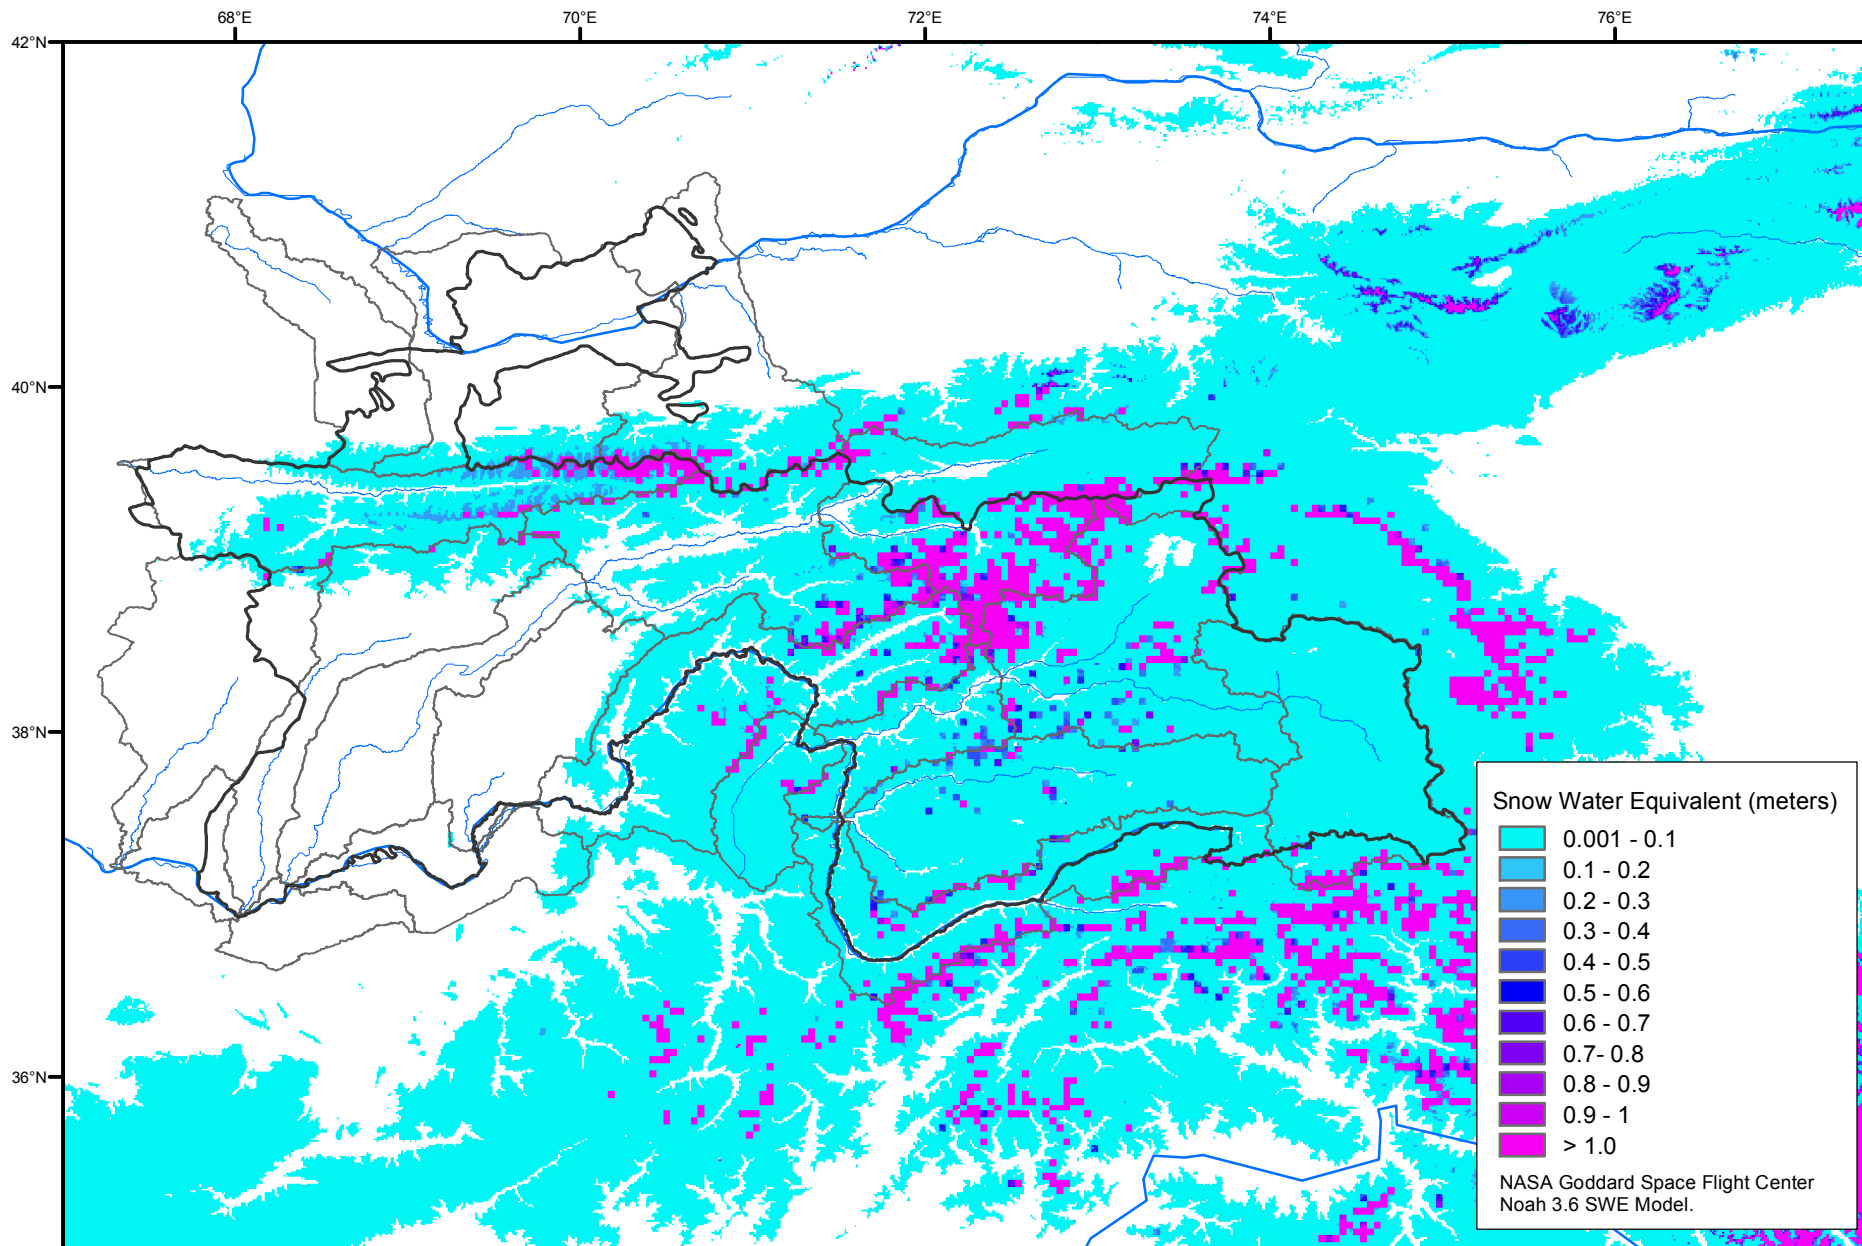 68°E
70°E
72°E
74°E
76°E
42°N
40°N
38°N
36°N
Snow Water Equivalent (meters)
0.001 - 0.1
0.1 - 0.2
0.2 - 0.3
0.3 - 0.4
0.4 - 0.5
0.5 - 0.6
0.6 - 0.7
0.7- 0.8
0.8 - 0.9
0.9 - 1
> 1.0
NASA Goddard Space Flight Center
Noah 3.6 SWE Model.